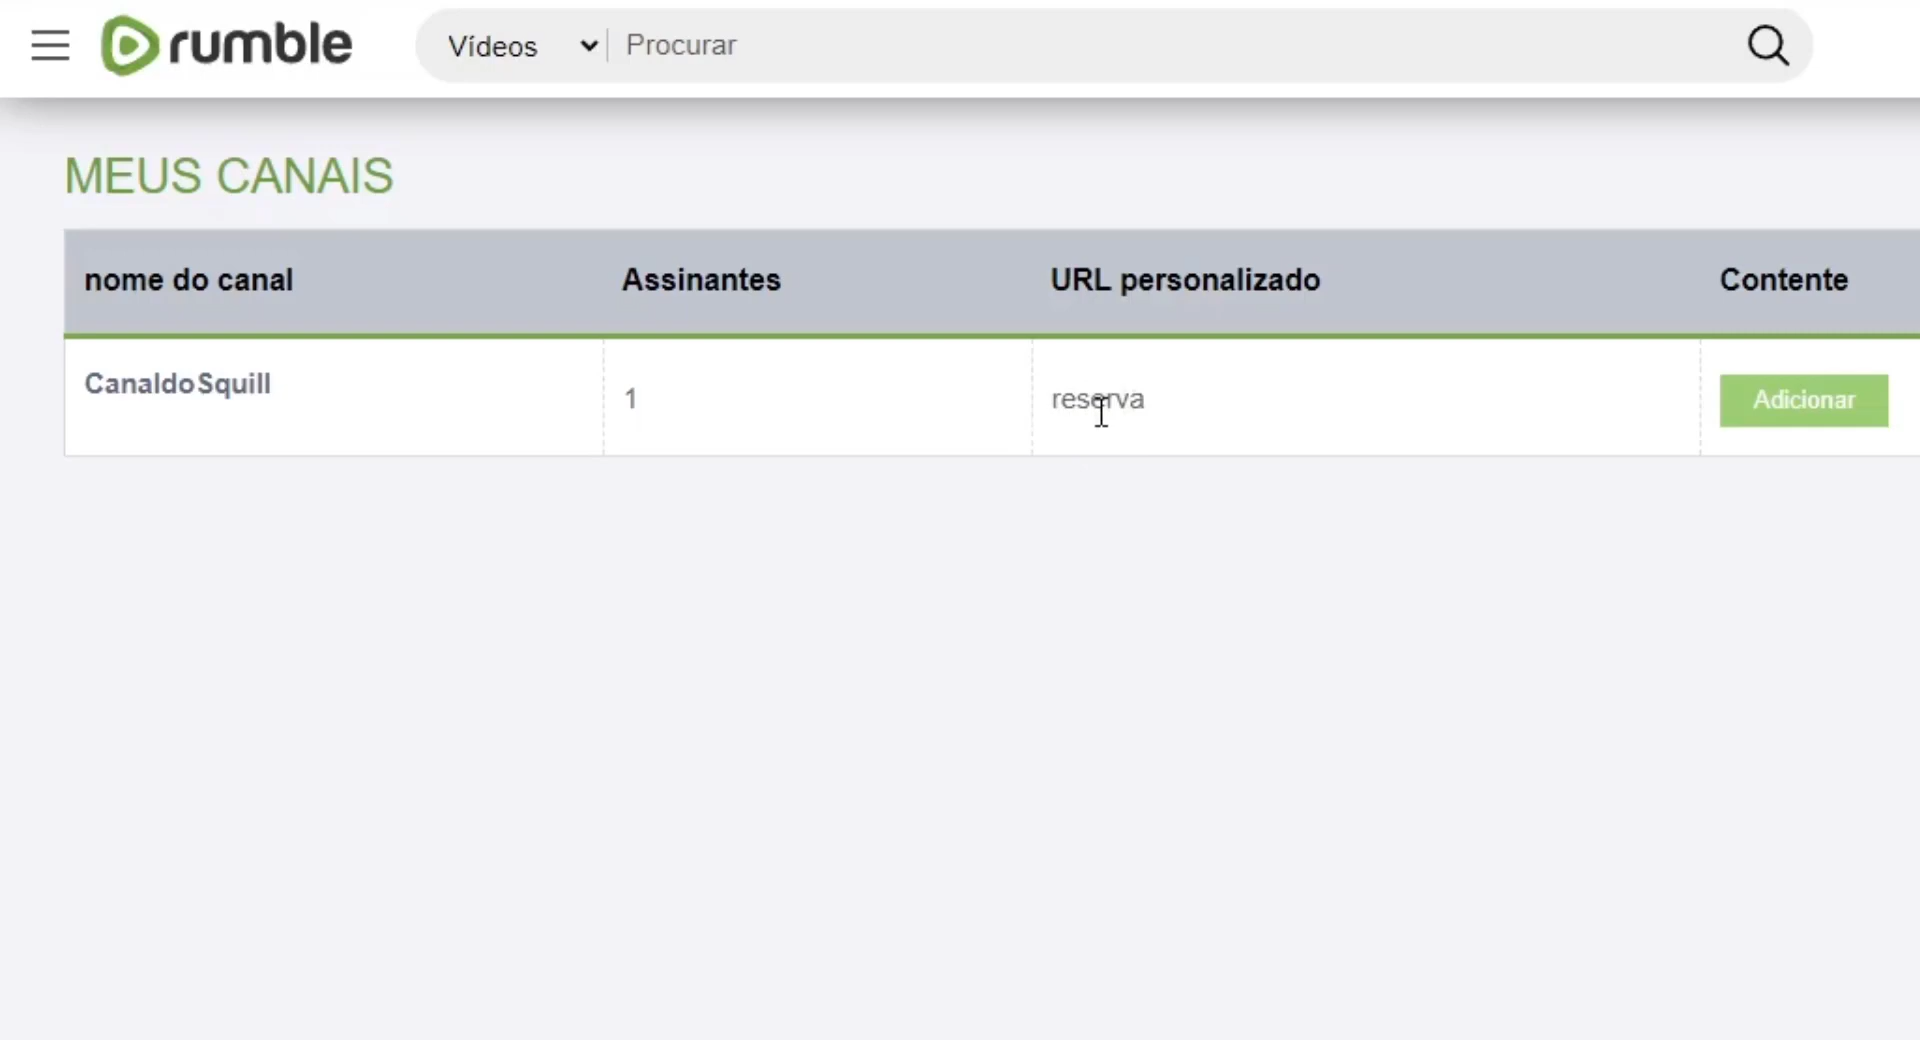 rumble
Vídeos Procurar
MEUS CANAIS
nome do canal Assinantes URL personalizado Contente
CanaldoSquill 1 reserva Adicionar